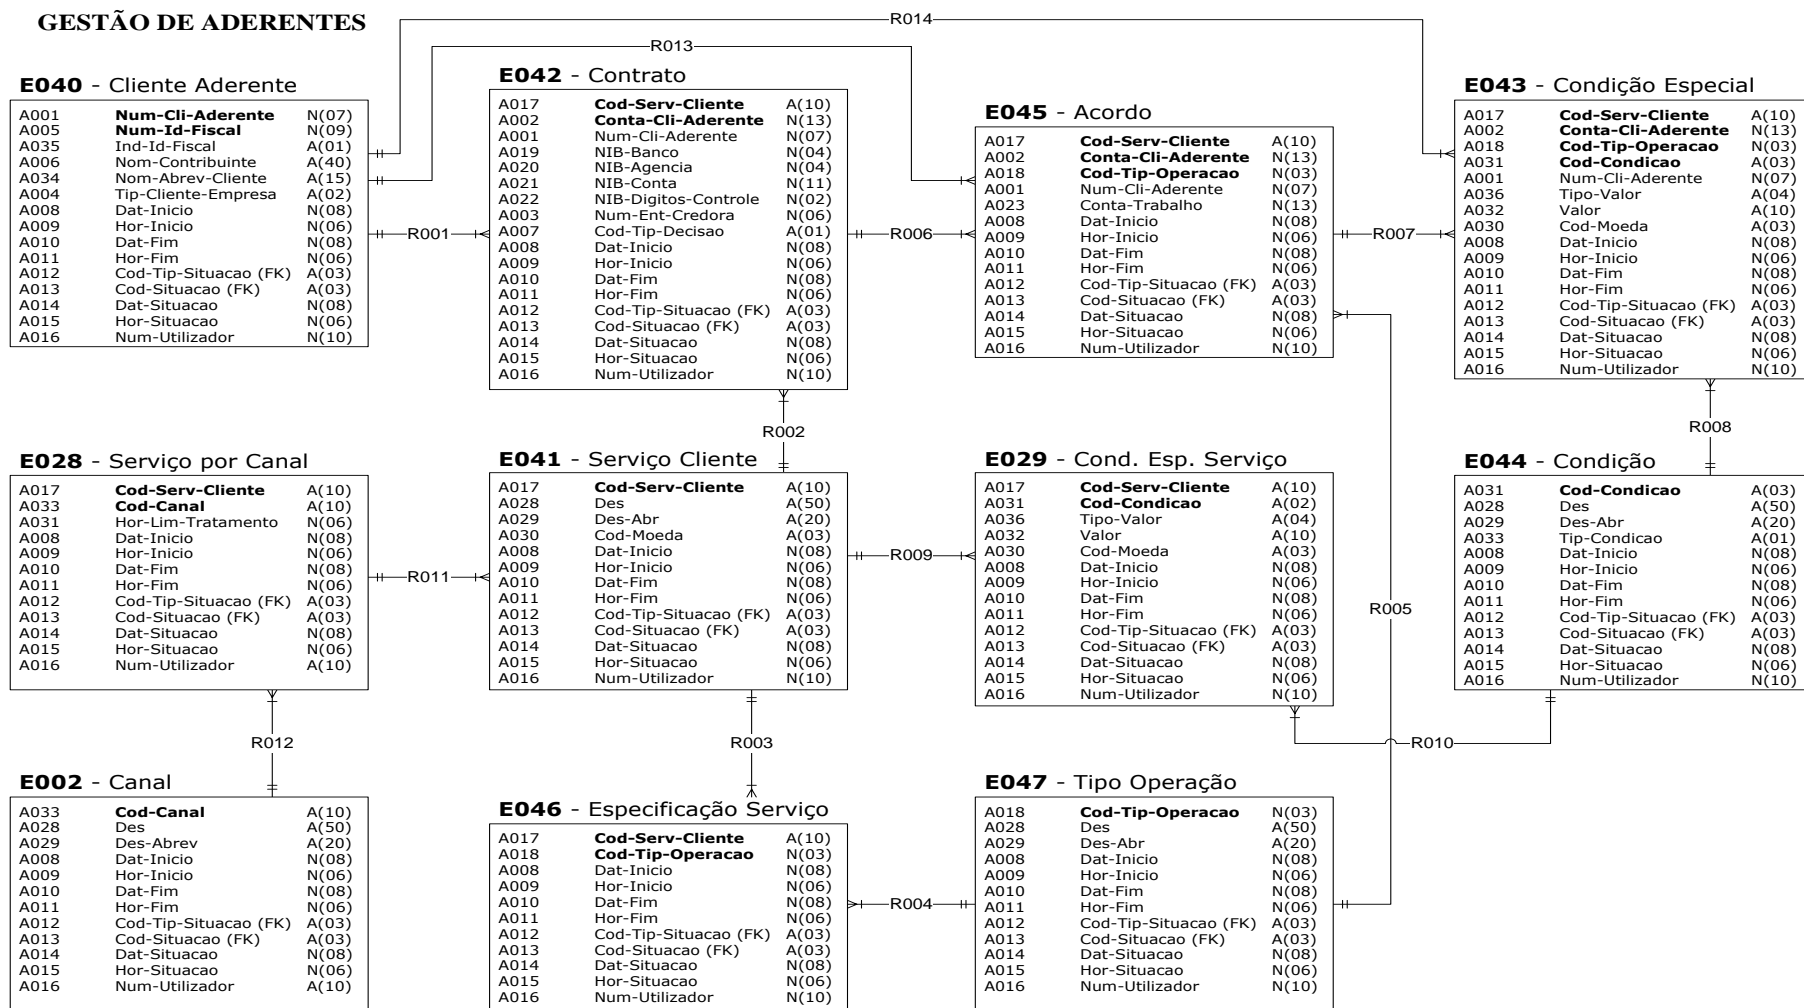 GESTÃO DE ADERENTES
R014
R013
E040 - Cliente Aderente
A001 Num-Cli-Aderente N(07)
A005 Num-Id-Fiscal N(09)
A035 Ind-Id-Fiscal A(01)
A006 Nom-Contribuinte A(40)
A034 Nom-Abrev-Cliente A(15)
A004 Tip-Cliente-Empresa A(02)
A008 Dat-Inicio N(08)
A009 Hor-Inicio N(06)
A010 Dat-Fim N(08)
A011 Hor-Fim N(06)
A012 Cod-Tip-Situacao (FK) A(03)
A013 Cod-Situacao (FK) A(03)
A014 Dat-Situacao N(08)
A015 Hor-Situacao N(06)
A016 Num-Utilizador N(10)
R001
E042 - Contrato
A017 Cod-Serv-Cliente A(10)
A002 Conta-Cli-Aderente N(13)
A001 Num-Cli-Aderente N(07)
A019 NIB-Banco N(04)
A020 NIB-Agencia N(04)
A021 NIB-Conta N(11)
A022 NIB-Digitos-Controle N(02)
A003 Num-Ent-Credora N(06)
A007 Cod-Tip-Decisao A(01)
A008 Dat-Inicio N(08)
A009 Hor-Inicio N(06)
A010 Dat-Fim N(08)
A011 Hor-Fim N(06)
A012 Cod-Tip-Situacao (FK) A(03)
A013 Cod-Situacao (FK) A(03)
A014 Dat-Situacao N(08)
A015 Hor-Situacao N(06)
A016 Num-Utilizador N(10)
R006
E045 - Acordo
A017 Cod-Serv-Cliente A(10)
A002 Conta-Cli-Aderente N(13)
A018 Cod-Tip-Operacao N(03)
A001 Num-Cli-Aderente N(07)
A023 Conta-Trabalho N(13)
A008 Dat-Inicio N(08)
A009 Hor-Inicio N(06)
A010 Dat-Fim N(08)
A011 Hor-Fim N(06)
A012 Cod-Tip-Situacao (FK) A(03)
A013 Cod-Situacao (FK) A(03)
A014 Dat-Situacao N(08)
A015 Hor-Situacao N(06)
A016 Num-Utilizador N(10)
R007
E043 - Condição Especial
A017 Cod-Serv-Cliente A(10)
A002 Conta-Cli-Aderente N(13)
A018 Cod-Tip-Operacao N(03)
A031 Cod-Condicao A(03)
A001 Num-Cli-Aderente N(07)
A036 Tipo-Valor A(04)
A032 Valor A(10)
A030 Cod-Moeda A(03)
A008 Dat-Inicio N(08)
A009 Hor-Inicio N(06)
A010 Dat-Fim N(08)
A011 Hor-Fim N(06)
A012 Cod-Tip-Situacao (FK) A(03)
A013 Cod-Situacao (FK) A(03)
A014 Dat-Situacao N(08)
A015 Hor-Situacao N(06)
A016 Num-Utilizador N(10)
R002
R008
E028 - Serviço por Canal
A017 Cod-Serv-Cliente A(10)
A033 Cod-Canal A(10)
A031 Hor-Lim-Tratamento N(06)
A008 Dat-Inicio N(08)
A009 Hor-Inicio N(06)
A010 Dat-Fim N(08)
A011 Hor-Fim N(06)
A012 Cod-Tip-Situacao (FK) A(03)
A013 Cod-Situacao (FK) A(03)
A014 Dat-Situacao N(08)
A015 Hor-Situacao N(06)
A016 Num-Utilizador A(10)
R011
E041 - Serviço Cliente
A017 Cod-Serv-Cliente A(10)
A028 Des A(50)
A029 Des-Abr A(20)
A030 Cod-Moeda A(03)
A008 Dat-Inicio N(08)
A009 Hor-Inicio N(06)
A010 Dat-Fim N(08)
A011 Hor-Fim N(06)
A012 Cod-Tip-Situacao (FK) A(03)
A013 Cod-Situacao (FK) A(03)
A014 Dat-Situacao N(08)
A015 Hor-Situacao N(06)
A016 Num-Utilizador N(10)
R009
E029 - Cond. Esp. Serviço
A017 Cod-Serv-Cliente A(10)
A031 Cod-Condicao A(02)
A036 Tipo-Valor A(04)
A032 Valor A(10)
A030 Cod-Moeda A(03)
A008 Dat-Inicio N(08)
A009 Hor-Inicio N(06)
A010 Dat-Fim N(08)
A011 Hor-Fim N(06)
A012 Cod-Tip-Situacao (FK) A(03)
A013 Cod-Situacao (FK) A(03)
A014 Dat-Situacao N(08)
A015 Hor-Situacao N(06)
A016 Num-Utilizador N(10)
R005
E044 - Condição
A031 Cod-Condicao A(03)
A028 Des A(50)
A029 Des-Abr A(20)
A033 Tip-Condicao A(01)
A008 Dat-Inicio N(08)
A009 Hor-Inicio N(06)
A010 Dat-Fim N(08)
A011 Hor-Fim N(06)
A012 Cod-Tip-Situacao (FK) A(03)
A013 Cod-Situacao (FK) A(03)
A014 Dat-Situacao N(08)
A015 Hor-Situacao N(06)
A016 Num-Utilizador N(10)
R012
R003
R010
E002 - Canal
A033 Cod-Canal A(10)
A028 Des A(50)
A029 Des-Abrev A(20)
A008 Dat-Inicio N(08)
A009 Hor-Inicio N(06)
A010 Dat-Fim N(08)
A011 Hor-Fim N(06)
A012 Cod-Tip-Situacao (FK) A(03)
A013 Cod-Situacao (FK) A(03)
A014 Dat-Situacao N(08)
A015 Hor-Situacao N(06)
A016 Num-Utilizador A(10)
E046 - Especificação Serviço
A017 Cod-Serv-Cliente A(10)
A018 Cod-Tip-Operacao N(03)
A008 Dat-Inicio N(08)
A009 Hor-Inicio N(06)
A010 Dat-Fim N(08)
A011 Hor-Fim N(06)
A012 Cod-Tip-Situacao (FK) A(03)
A013 Cod-Situacao (FK) A(03)
A014 Dat-Situacao N(08)
A015 Hor-Situacao N(06)
A016 Num-Utilizador N(10)
R004
E047 - Tipo Operação
A018 Cod-Tip-Operacao N(03)
A028 Des A(50)
A029 Des-Abr A(20)
A008 Dat-Inicio N(08)
A009 Hor-Inicio N(06)
A010 Dat-Fim N(08)
A011 Hor-Fim N(06)
A012 Cod-Tip-Situacao (FK) A(03)
A013 Cod-Situacao (FK) A(03)
A014 Dat-Situacao N(08)
A015 Hor-Situacao N(06)
A016 Num-Utilizador N(10)